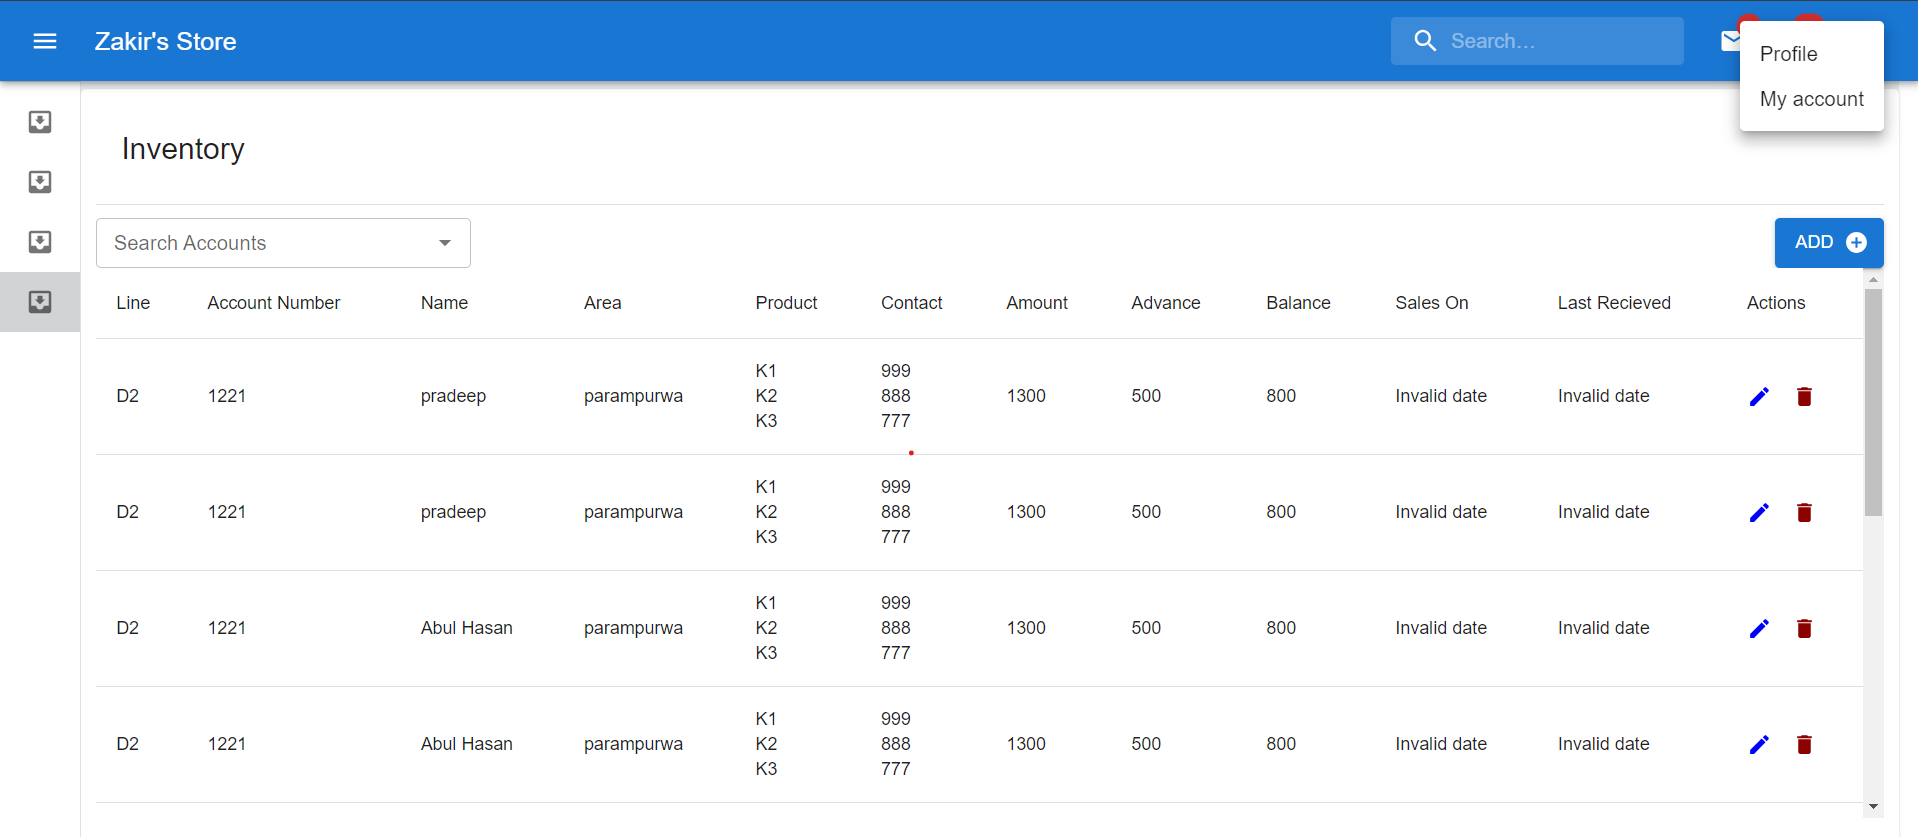 Zakir's Store
Search…
Profile
My account
Inventory
Search Accounts
ADD
Line Account Number Name Area Product Contact Amount Advance Balance Sales On Last Recieved Actions
K1 999
D2 1221 pradeep parampurwa K2 888 1300 500 800 Invalid date Invalid date
K3 777
K1 999
D2 1221 pradeep parampurwa K2 888 1300 500 800 Invalid date Invalid date
K3 777
K1 999
D2 1221 Abul Hasan parampurwa K2 888 1300 500 800 Invalid date Invalid date
K3 777
K1 999
D2 1221 Abul Hasan parampurwa K2 888 1300 500 800 Invalid date Invalid date
K3 777